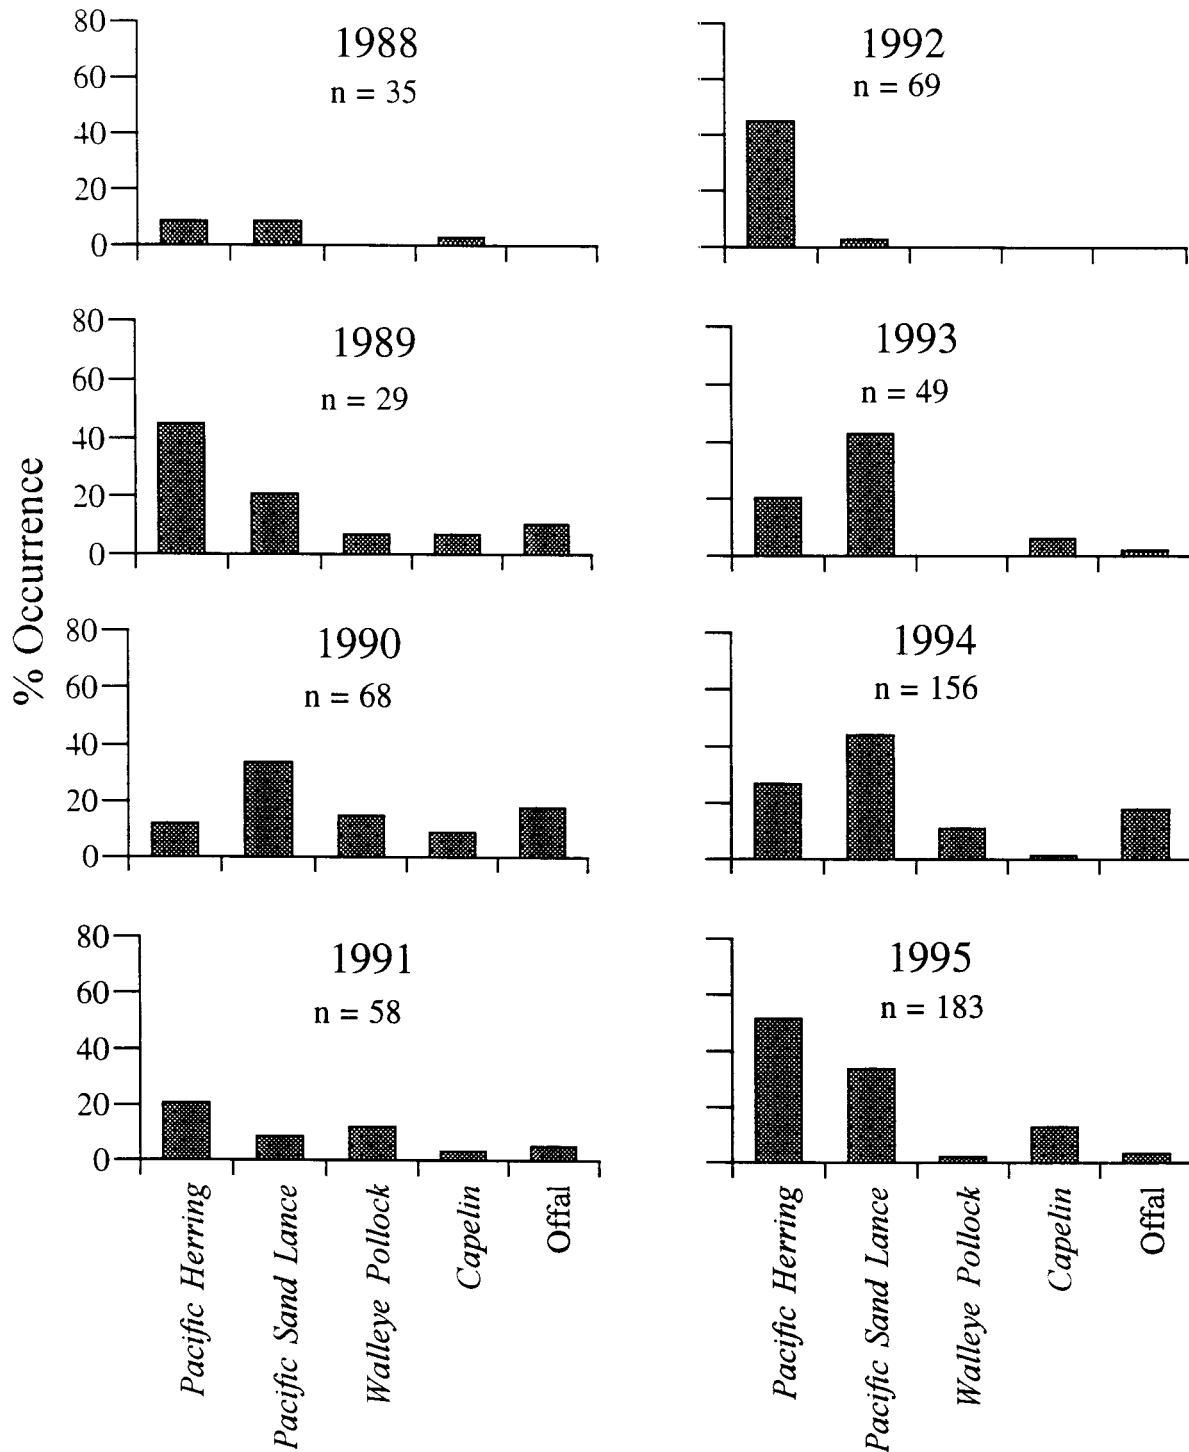 % Occurrence
1988
n = 35
80
60
40
20
0
1989
n = 29
80
60
40
20
0
1990
n = 68
80
60
40
20
0
1991
n = 58
80
60
40
20
0
Pacific Herring
Pacific Sand Lance
Walleye Pollock
Capelin
Offal
1992
n = 69
1993
n = 49
1994
n = 156
1995
n = 183
Pacific Herring
Pacific Sand Lance
Walleye Pollock
Capelin
Offal